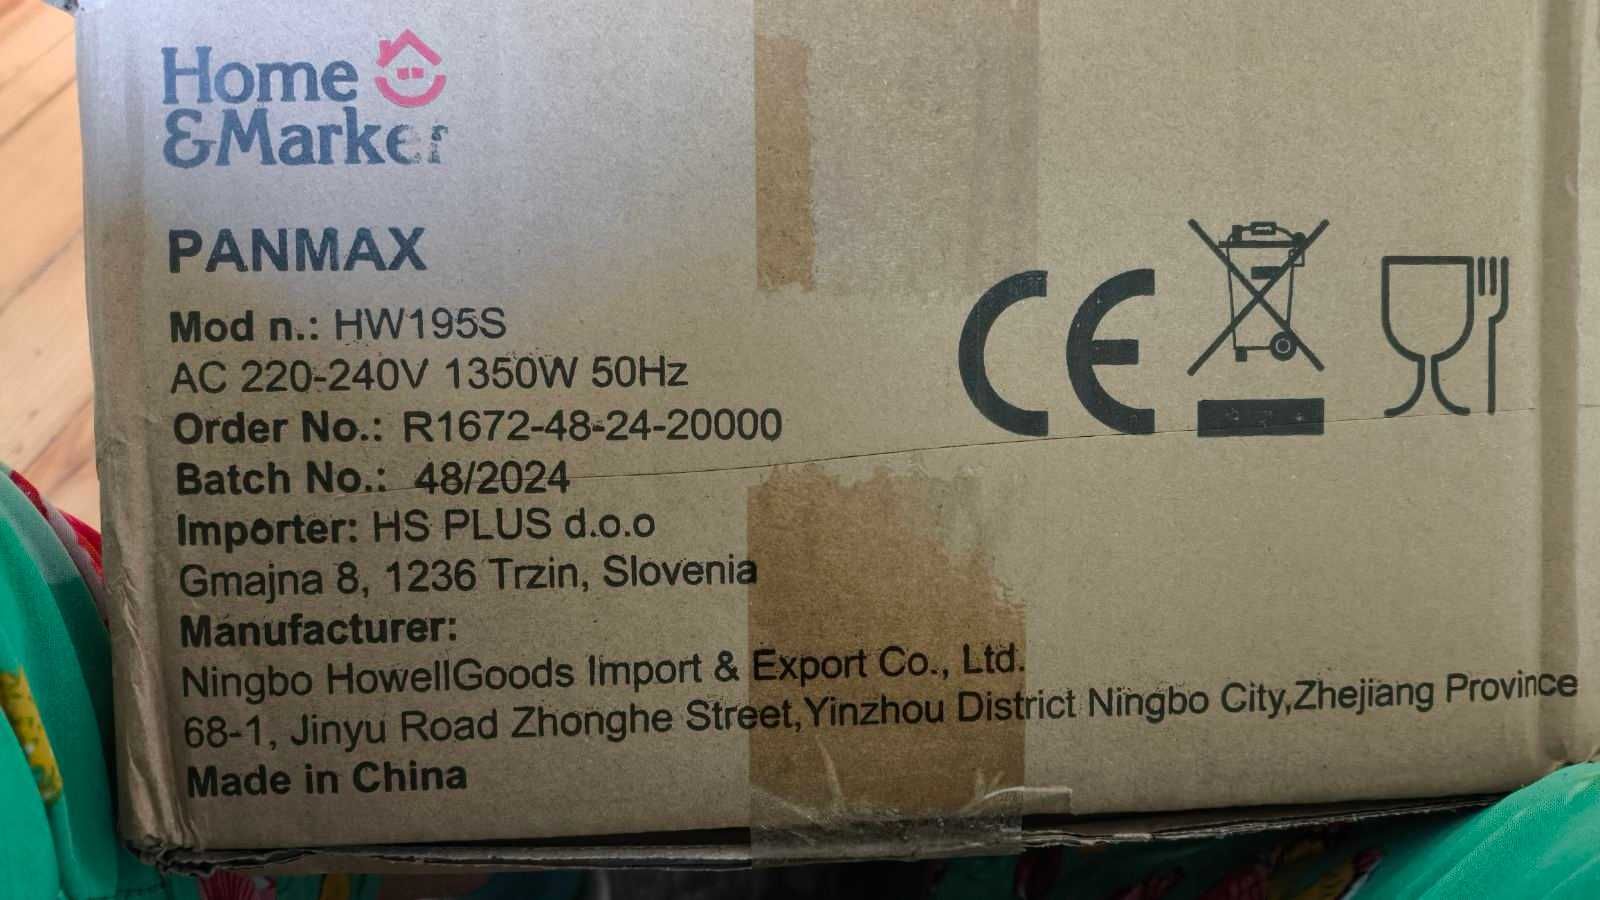 Home
&Marker
PANMAX
Mod n.: HW195S
AC 220-240V 1350W 50Hz
Order No.: R1672-48-24-20000
Batch No.: 48/2024
Importer: HS PLUS d.o.o
Gmajna 8, 1236 Trzin, Slovenia
Manufacturer:
Ningbo HowellGoods Import & Export Co., Ltd.
68-1, Jinyu Road Zhonghe Street,Yinzhou District Ningbo City,Zhejiang Province
Made in China
CE